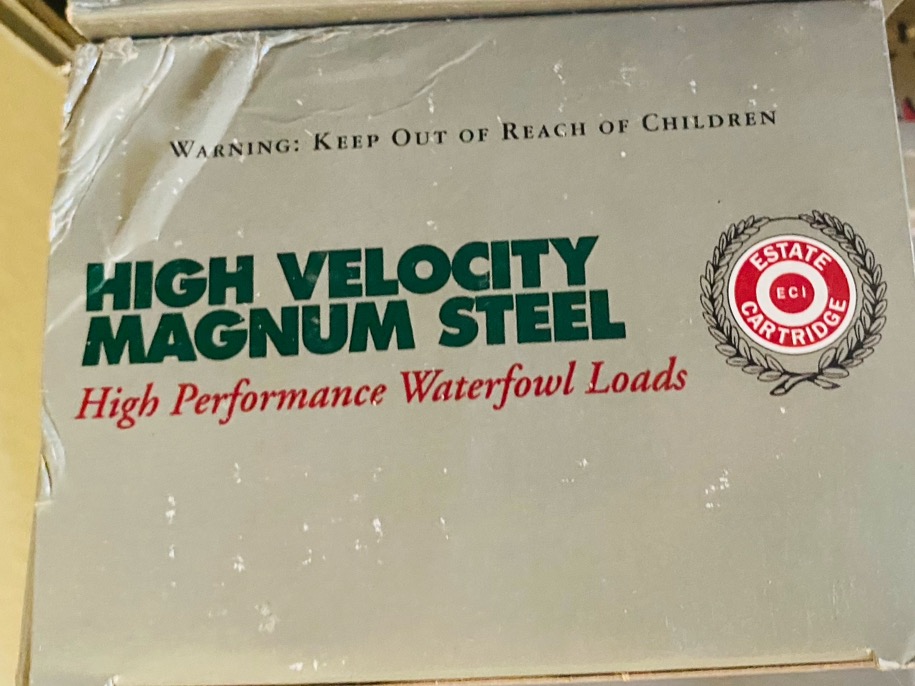 WARNING: KEEP OUT OF REACH OF CHILDREN
HIGH VELOCITY
MAGNUM STEEL
High Performance Waterfowl Loads
ESTATE
ECI
CARTRIDGE